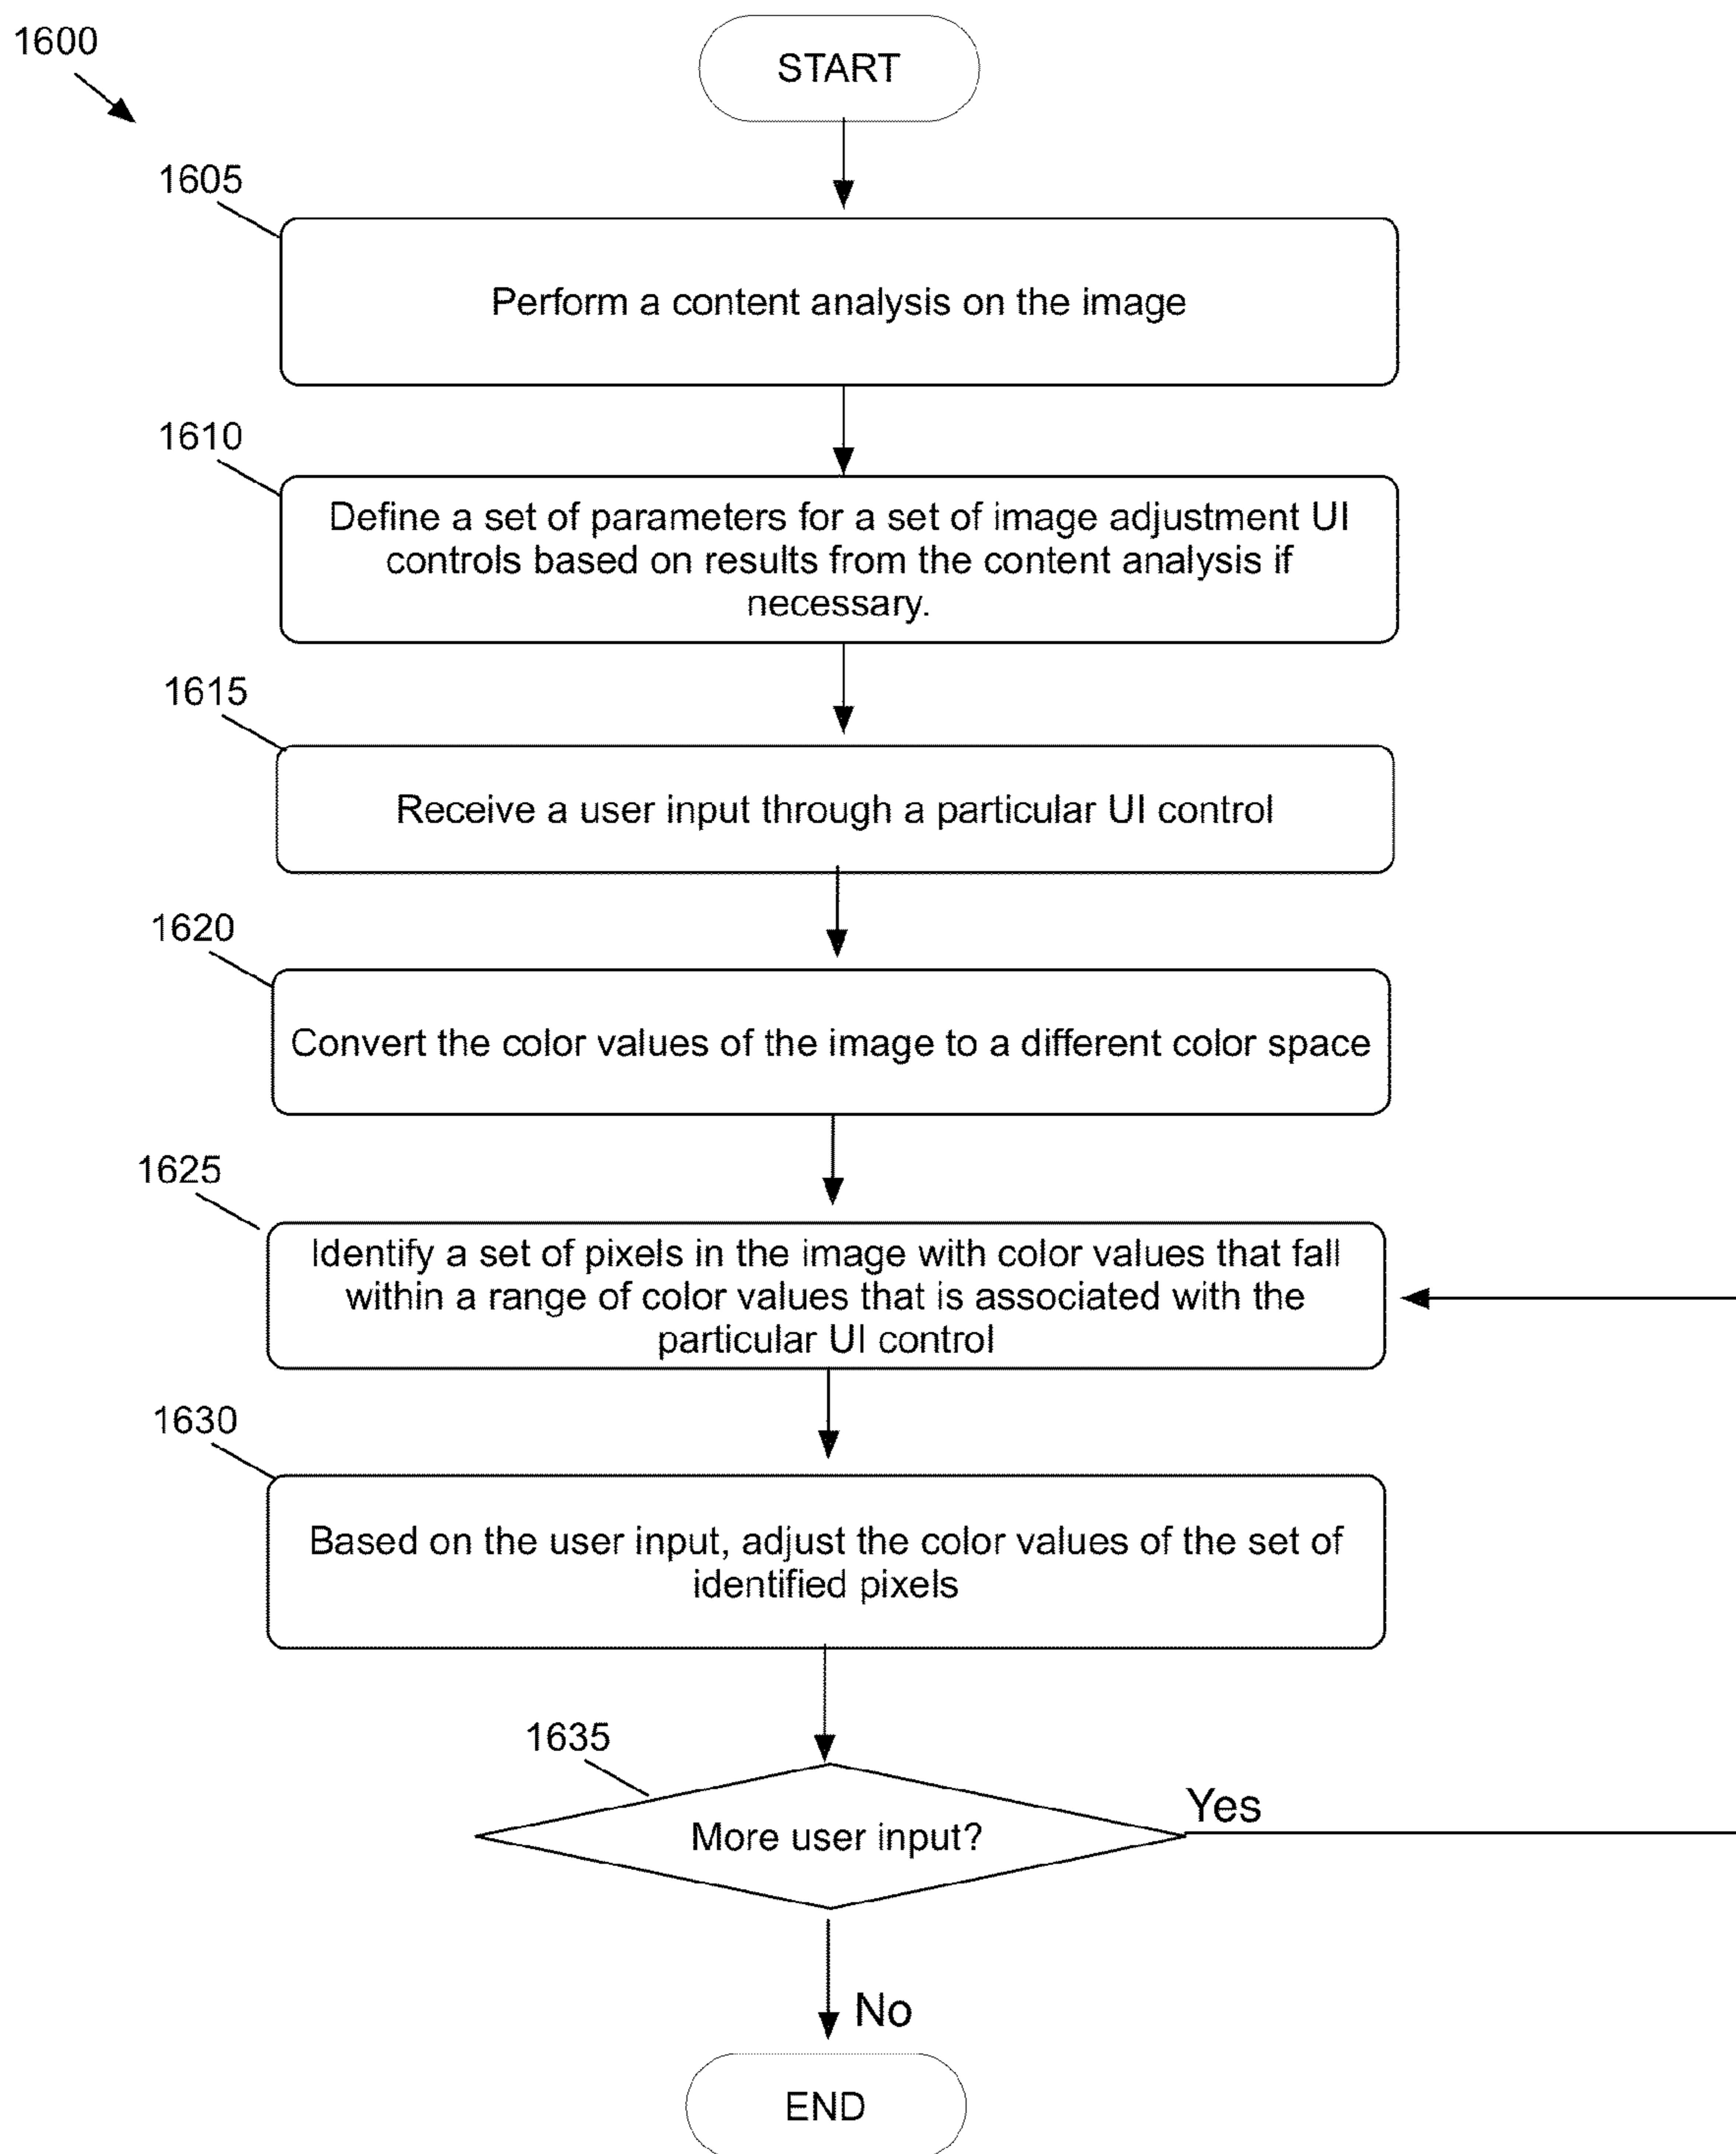 1600
START
1605
Perform a content analysis on the image
1610
Define a set of parameters for a set of image adjustment UI
controls based on results from the content analysis if
necessary.
1615
Receive a user input through a particular UI control
1620
Convert the color values of the image to a different color space
1625
Identify a set of pixels in the image with color values that fall
within a range of color values that is associated with the
particular UI control
1630
Based on the user input, adjust the color values of the set of
identified pixels
1635
More user input?
Yes
No
END